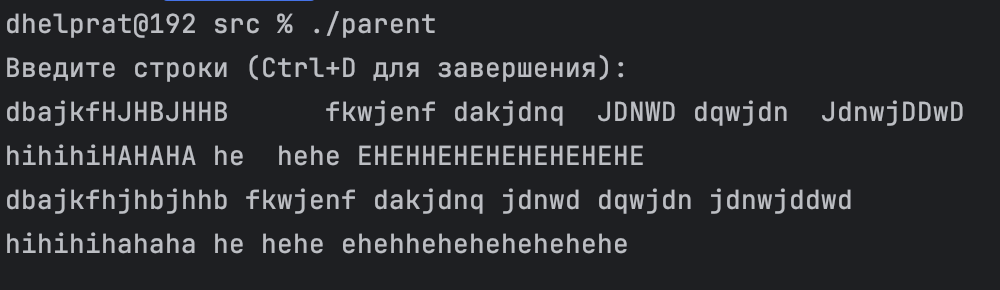 dhelprat@192 src % ./parent
Введите строки (Ctrl+D для завершения):
dbajkfHJHBJHHB      fkwjenf dakjdnq  JDNWD dqwjdn  JdnwjDDwD
hihihiHAHAHA he  hehe EHEHHEHEHEHEHEHEHE
dbajkfhjhbjhhb fkwjenf dakjdnq jdnwd dqwjdn jdnwjddwd
hihihihahaha he hehe ehehhehehehehehehe